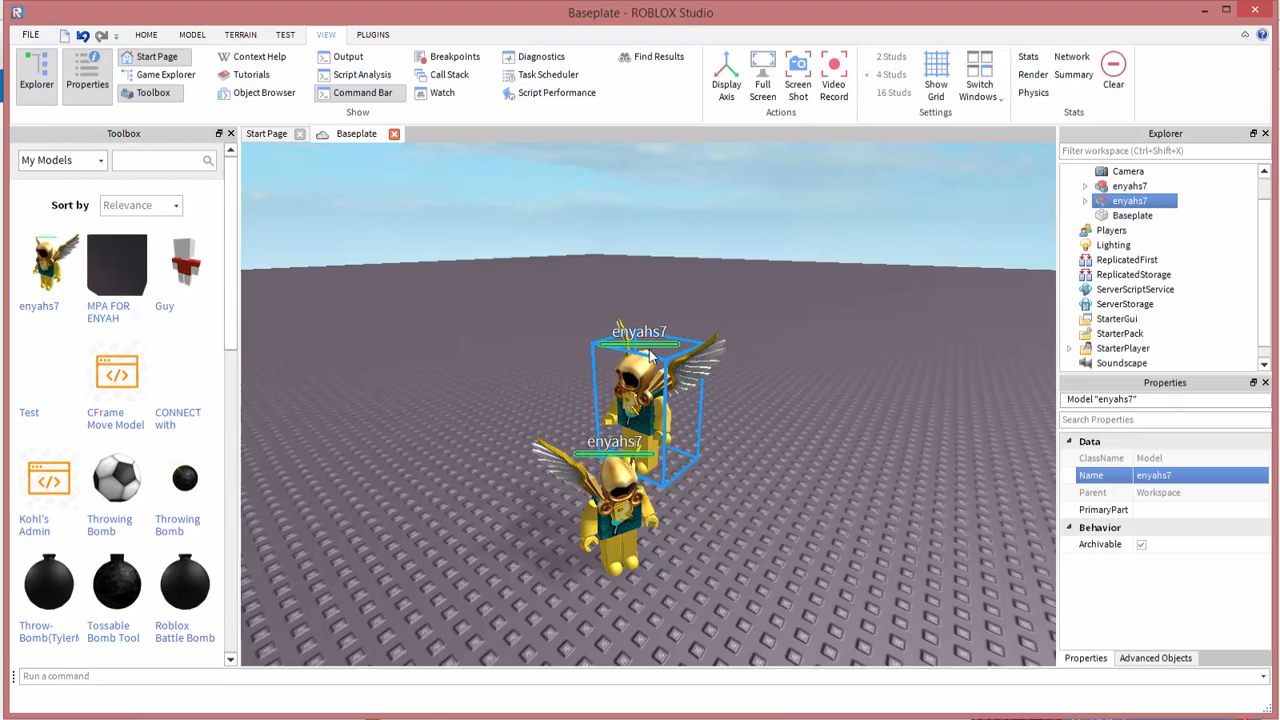 Baseplate - ROBLOX Studio
FILE HOME MODEL TERRAIN TEST VIEW PLUGINS
Explorer
Properties
Start Page
Game Explorer
Toolbox
Context Help
Tutorials
Object Browser
Output
Script Analysis
Command Bar
Breakpoints
Call Stack
Watch
Diagnostics
Task Scheduler
Script Performance
Find Results
Show
Display Axis
Full Screen
Screen Shot
Video Record
Actions
2 Studs
4 Studs
16 Studs
Show Grid
Switch Windows
Settings
Stats
Network
Render
Summary
Physics
Clear
Stats
Toolbox
My Models
Sort by
Relevance
enyahs7
MPA FOR ENYAH
Guy
Test
CFrame Move Model
CONNECT with
Kohl's Admin
Throwing Bomb
Throwing Bomb
Throw-Bomb(TylerM
Tossable Bomb Tool
Roblox Battle Bomb
Start Page
Baseplate
enyahs7
enyahs7
Explorer
Filter workspace (Ctrl+Shift+X)
Camera
enyahs7
enyahs7
Baseplate
Players
Lighting
ReplicatedFirst
ReplicatedStorage
ServerScriptService
ServerStorage
StarterGui
StarterPack
StarterPlayer
Soundscape
Properties
Model "enyahs7"
Search Properties
Data
ClassName Model
Name enyahs7
Parent Workspace
PrimaryPart
Behavior
Archivable
Properties Advanced Objects
Run a command